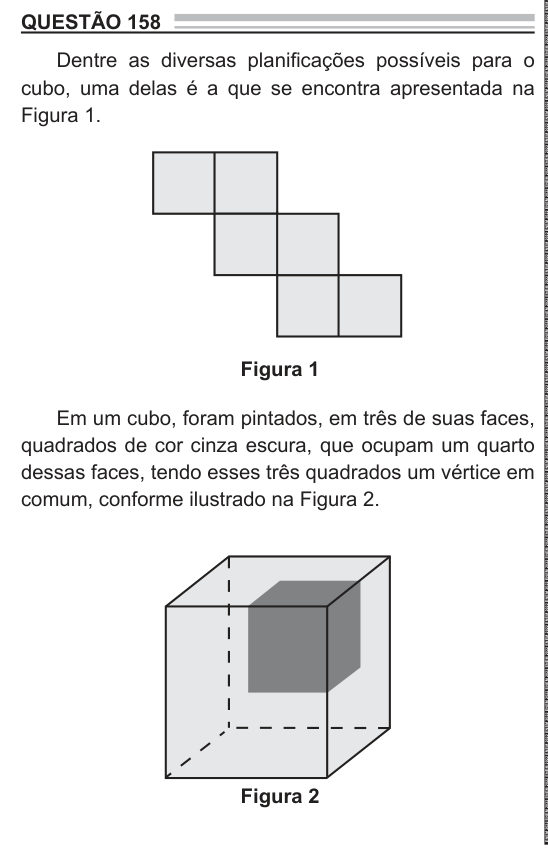 QUESTÃO 158
Dentre as diversas planificações possíveis para o
cubo, uma delas é a que se encontra apresentada na
Figura 1.
Figura 1
Em um cubo, foram pintados, em três de suas faces,
quadrados de cor cinza escura, que ocupam um quarto
dessas faces, tendo esses três quadrados um vértice em
comum, conforme ilustrado na Figura 2.
Figura 2